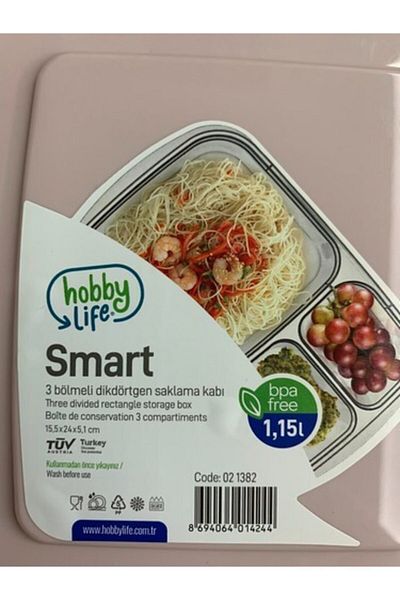 hobby
life®
Smart
3 bölmeli dikdörtgen saklama kabı
Three divided rectangle storage box
Boîte de conservation 3 compartiments
15,5x24x5,1 cm
bpa
free
1,15l
TÜV
AUSTRIA
Turkey
Kullanmadan önce yıkayınız /
Wash before use
Code: 02 1382
PP
8 694064 014244
www.hobbylife.com.tr